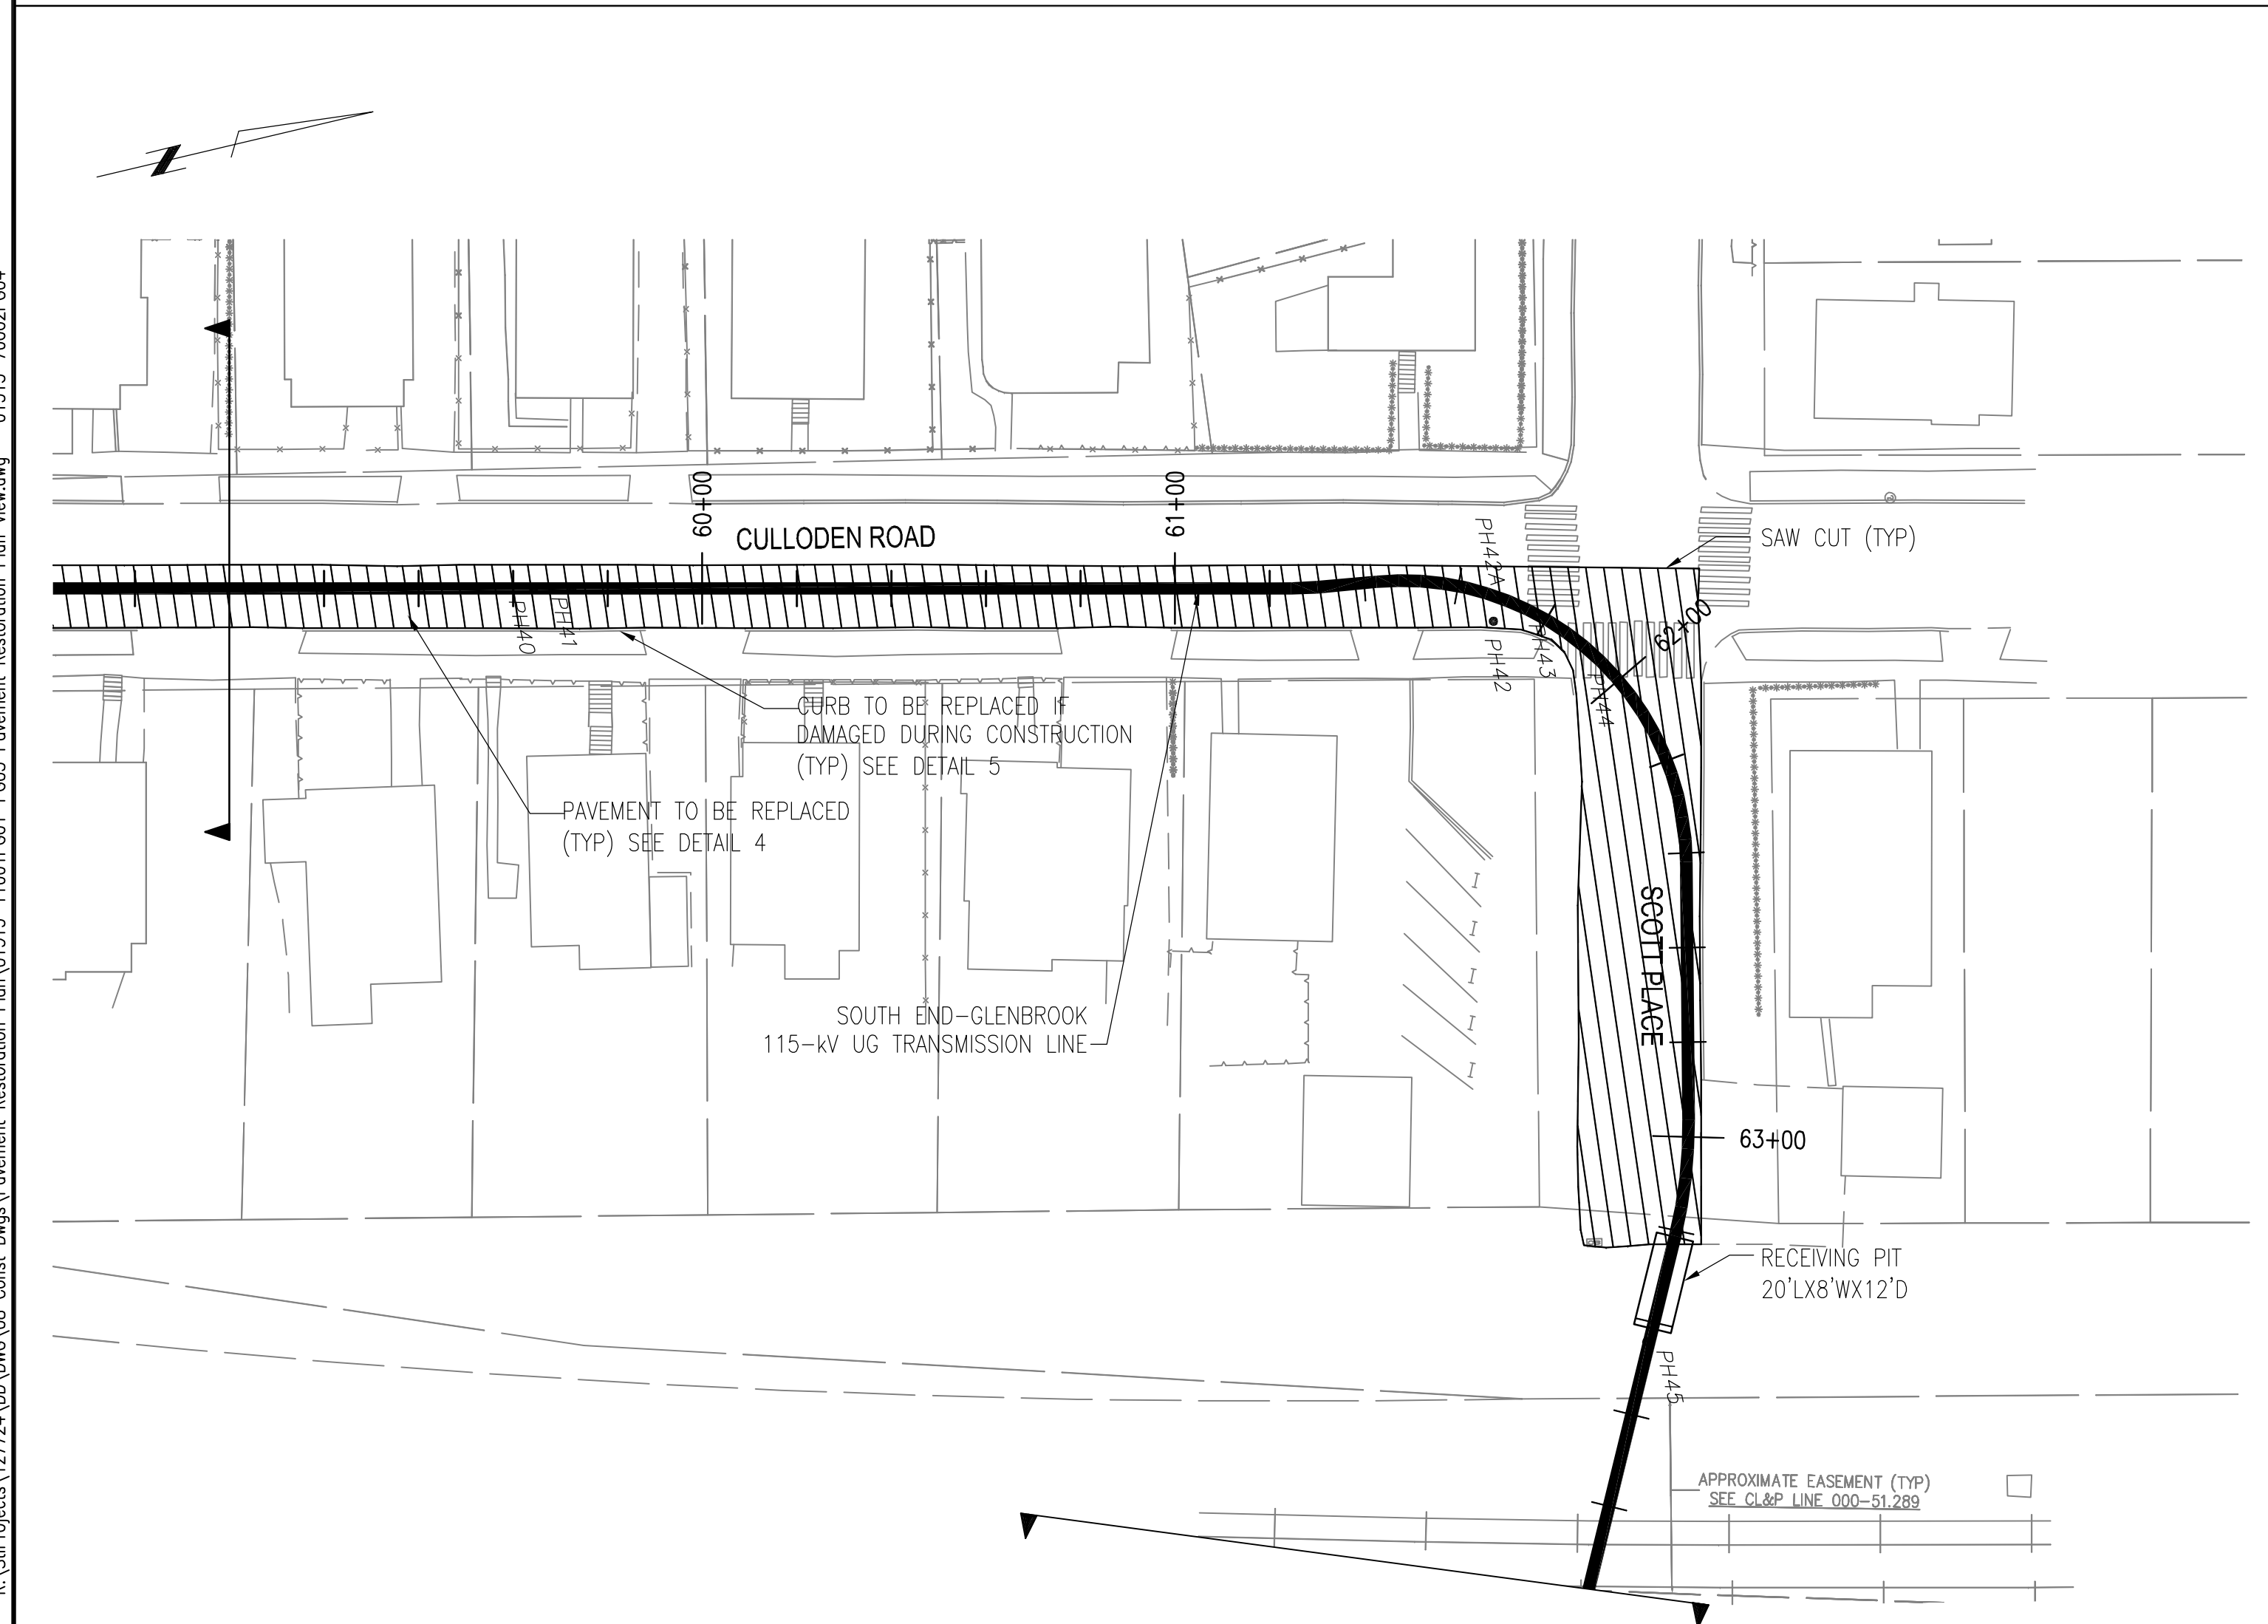 N
60+00
61+00
CULLODEN ROAD
PH42A
SAW CUT (TYP)
PH40
PH41
62+00
PH43
PH42
PH44
CURB TO BE REPLACED IF
DAMAGED DURING CONSTRUCTION
(TYP) SEE DETAIL 5
PAVEMENT TO BE REPLACED
(TYP) SEE DETAIL 4
SCOTT PLACE
SOUTH END-GLENBROOK
115-kV UG TRANSMISSION LINE
63+00
RECEIVING PIT
20'LX8'WX12'D
PH45
APPROXIMATE EASEMENT (TYP)
SEE CL&P LINE 000-51.289